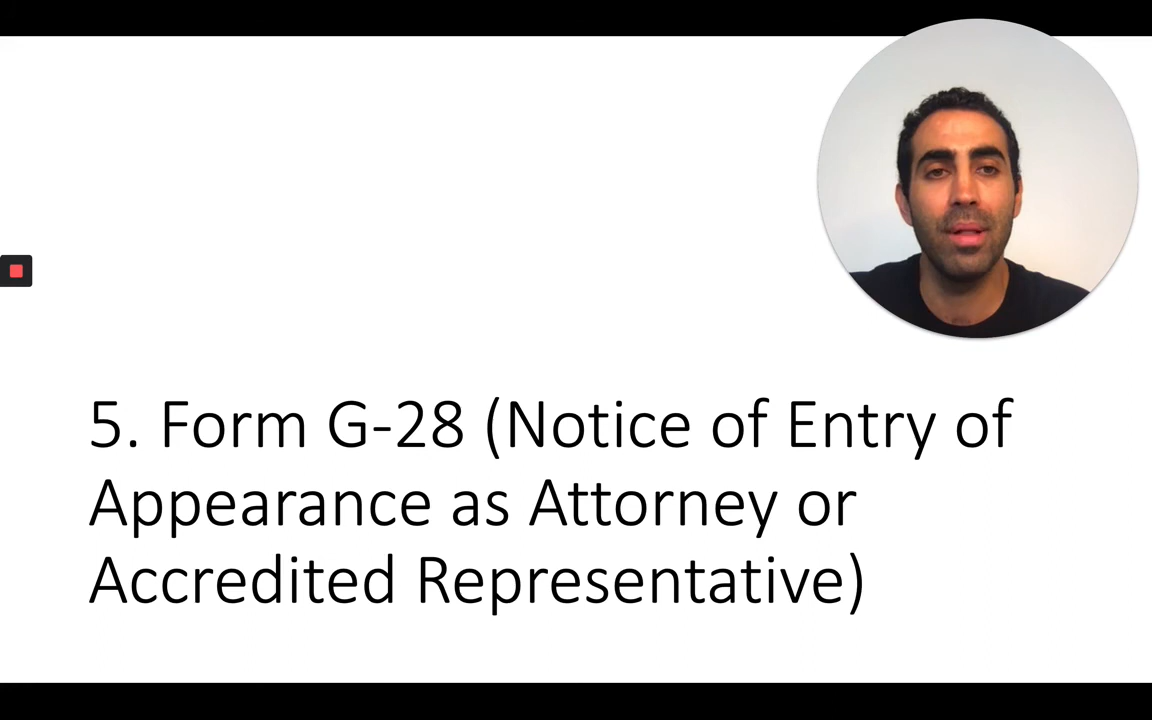 5. Form G-28 (Notice of Entry of
Appearance as Attorney or
Accredited Representative)